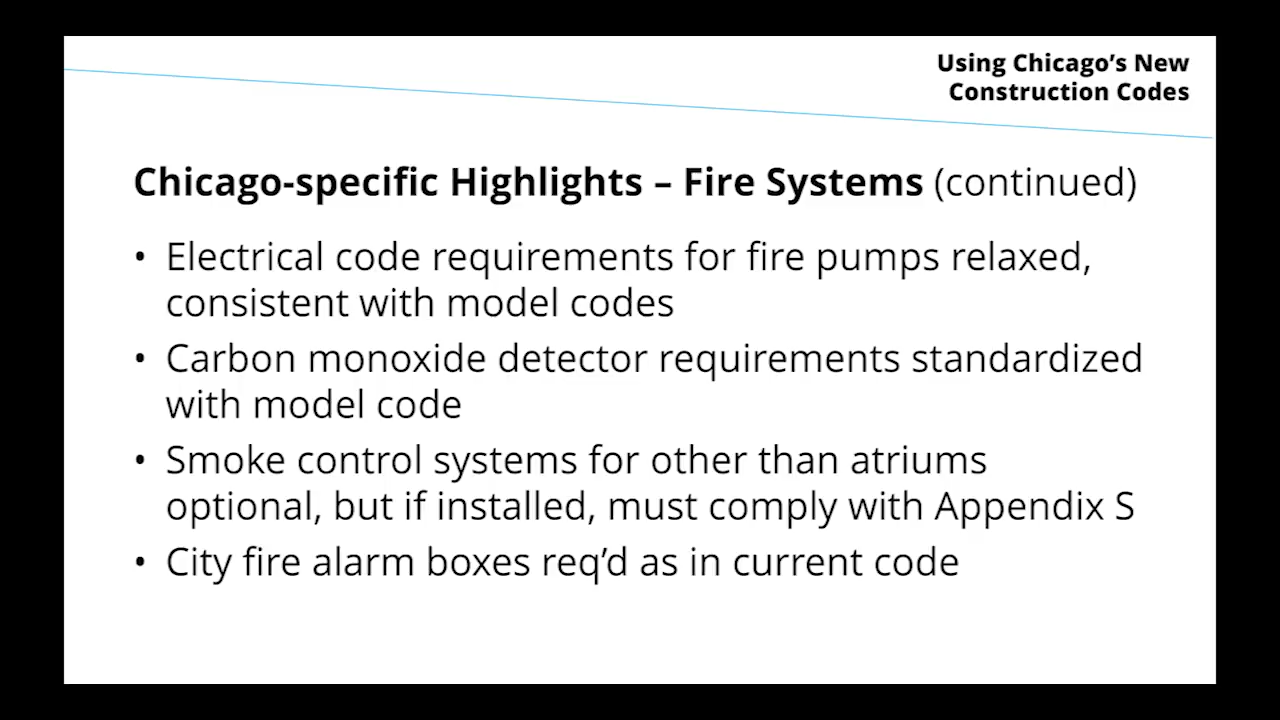 Using Chicago’s New
Construction Codes
Chicago-specific Highlights – Fire Systems (continued)
• Electrical code requirements for fire pumps relaxed,
consistent with model codes
• Carbon monoxide detector requirements standardized
with model code
• Smoke control systems for other than atriums
optional, but if installed, must comply with Appendix S
• City fire alarm boxes req’d as in current code